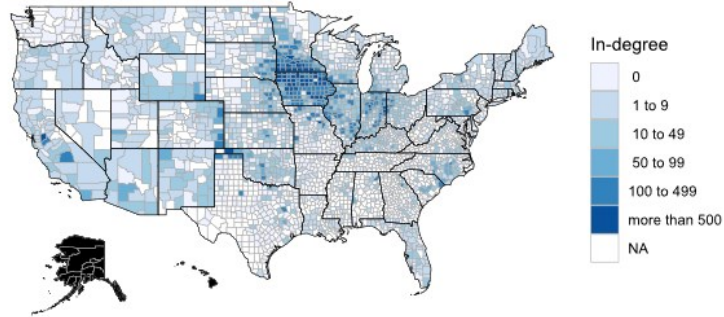 In-degree
0
1 to 9
10 to 49
50 to 99
100 to 499
more than 500
NA